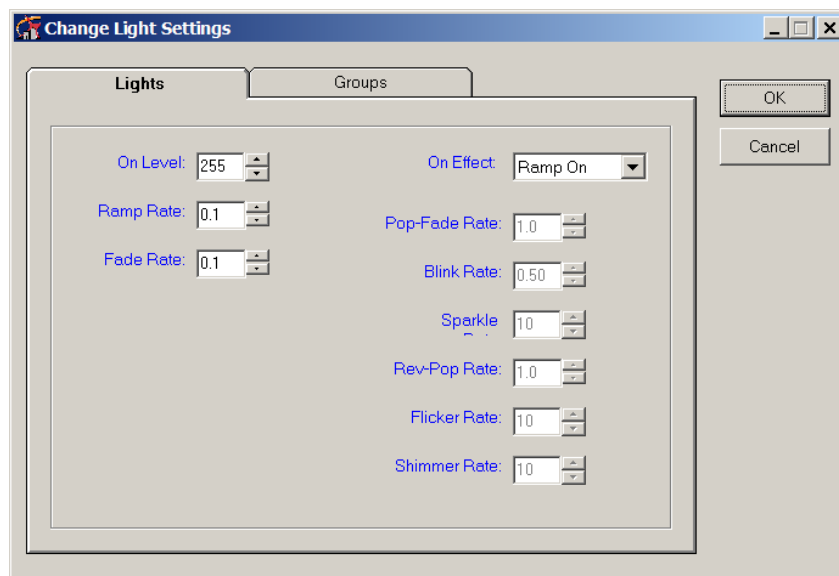 Change Light Settings
Lights
Groups
OK
Cancel
On Level: 255
On Effect: Ramp On
Ramp Rate: 0.1
Pop-Fade Rate: 1.0
Fade Rate: 0.1
Blink Rate: 0.50
Sparkle 10
Rev-Pop Rate: 1.0
Flicker Rate: 10
Shimmer Rate: 10